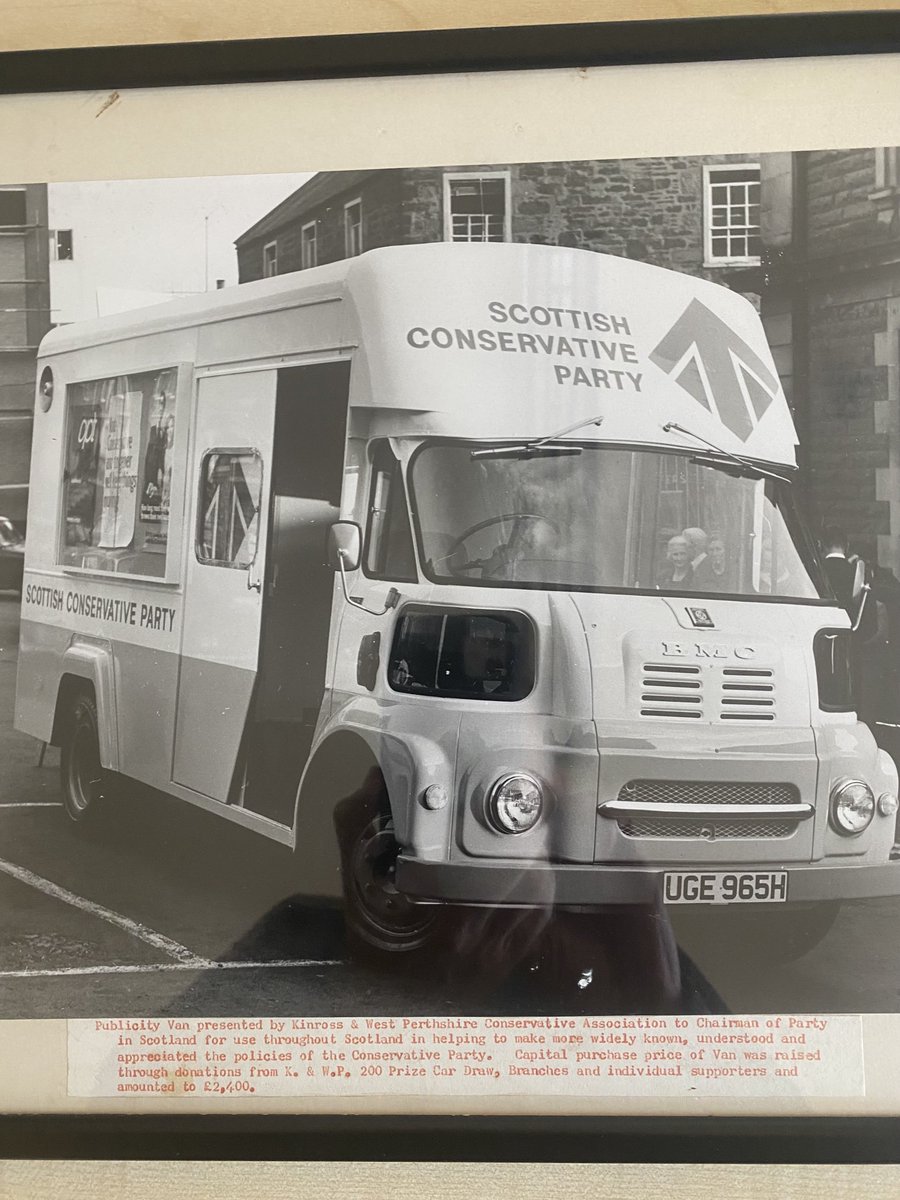 SCOTTISH
CONSERVATIVE
PARTY
opt
SCOTTISH CONSERVATIVE PARTY
BMC
UGE 965H
Publicity Van presented by Kinross & West Perthshire Conservative Association to Chairman of Party
in Scotland for use throughout Scotland in helping to make more widely known, understood and
appreciated the policies of the Conservative Party. Capital purchase price of Van was raised
through donations from K. & W.P. 200 Prize Car Draw, Branches and individual supporters and
amounted to £2,400.